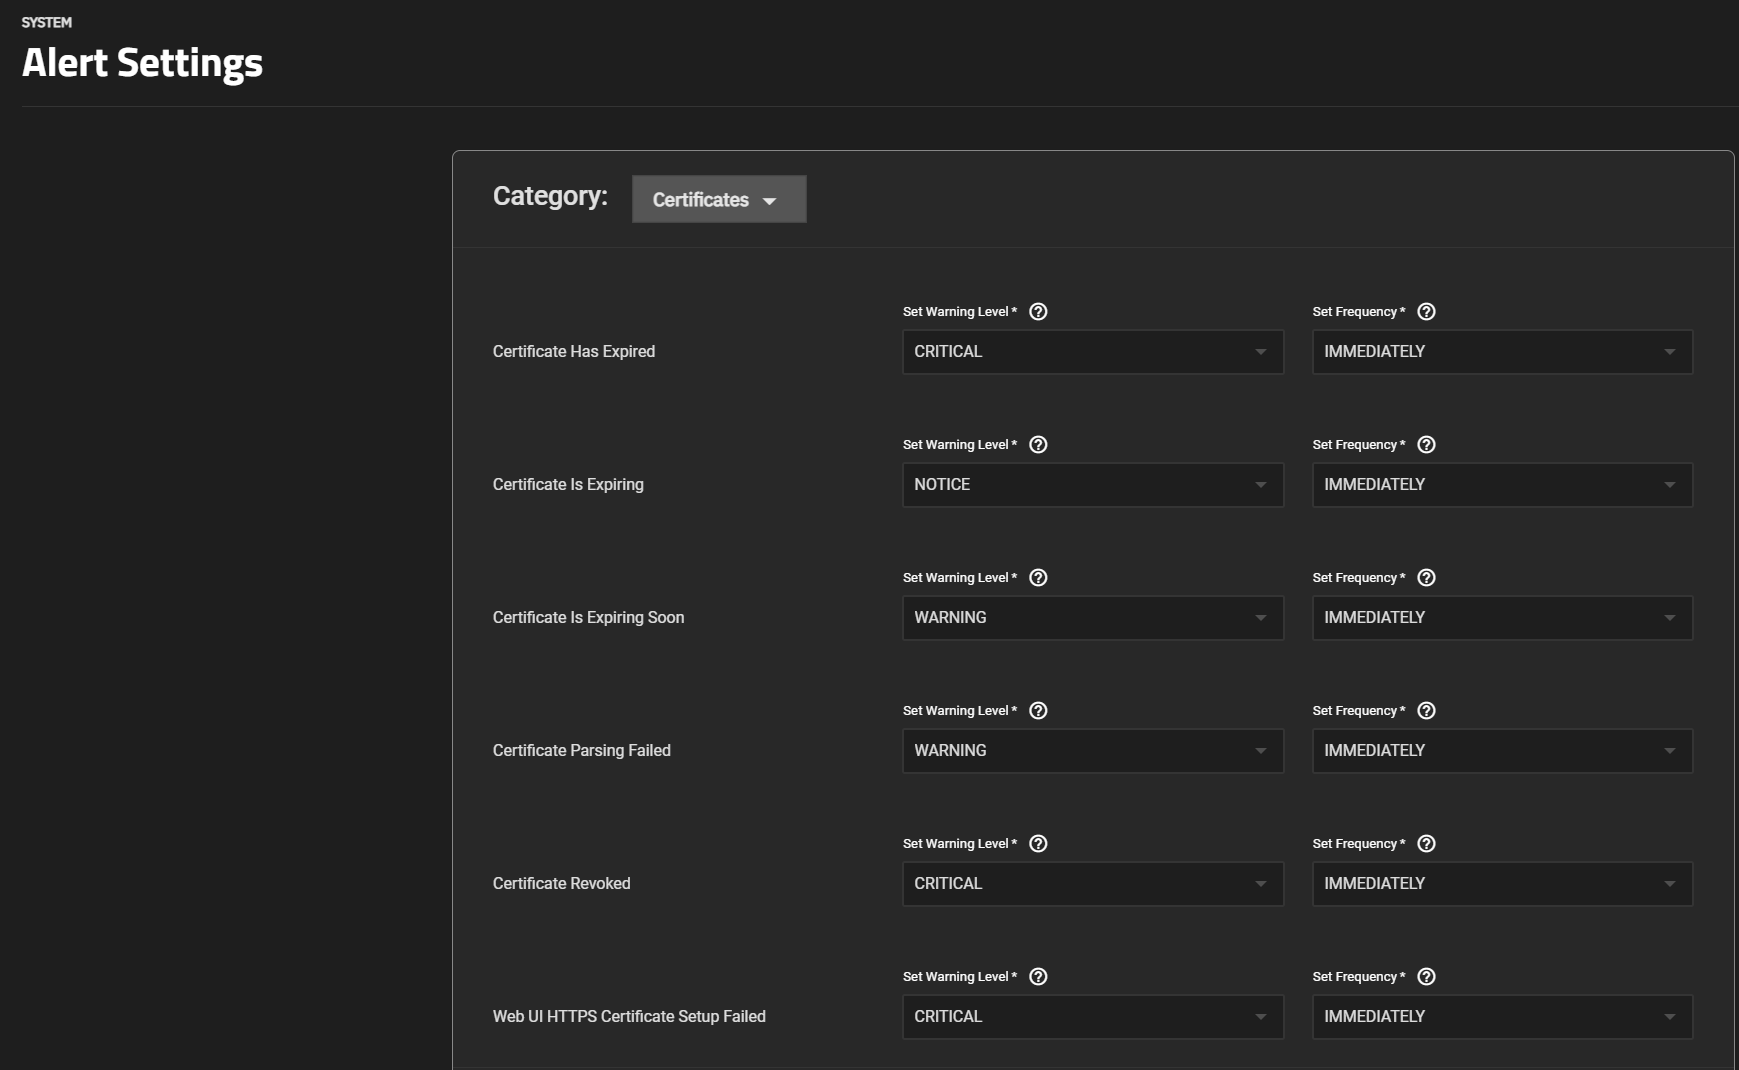 SYSTEM
Alert Settings
Category: Certificates
Set Warning Level * Set Frequency *
Certificate Has Expired CRITICAL IMMEDIATELY
Set Warning Level * Set Frequency *
Certificate Is Expiring NOTICE IMMEDIATELY
Set Warning Level * Set Frequency *
Certificate Is Expiring Soon WARNING IMMEDIATELY
Set Warning Level * Set Frequency *
Certificate Parsing Failed WARNING IMMEDIATELY
Set Warning Level * Set Frequency *
Certificate Revoked CRITICAL IMMEDIATELY
Set Warning Level * Set Frequency *
Web UI HTTPS Certificate Setup Failed CRITICAL IMMEDIATELY